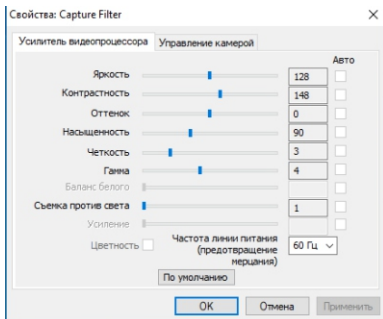 Свойства: Capture Filter
Усилитель видеопроцессора Управление камерой
Авто
Яркость 128
Контрастность 148
Оттенок 0
Насыщенность 90
Четкость 3
Гамма 4
Баланс белого
Съемка против света 1
Усиление
Цветность Частота линии питания
(предотвращение
мерцания) 60 Гц
По умолчанию
ОК Отмена Применить